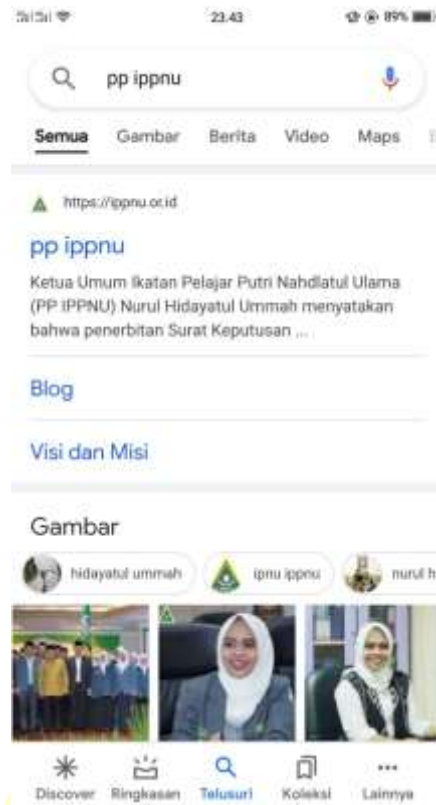 23.43
89%
pp ippnu
Semua Gambar Berita Video Maps
https://ippnu.or.id
pp ippnu
Ketua Umum Ikatan Pelajar Putri Nahdlatul Ulama
(PP IPPNU) Nurul Hidayatul Ummah menyatakan
bahwa penerbitan Surat Keputusan ...
Blog
Visi dan Misi
Gambar
hidayatul ummah ipnu ippnu nurul h
Discover Ringkasan Telusuri Koleksi Lainnya